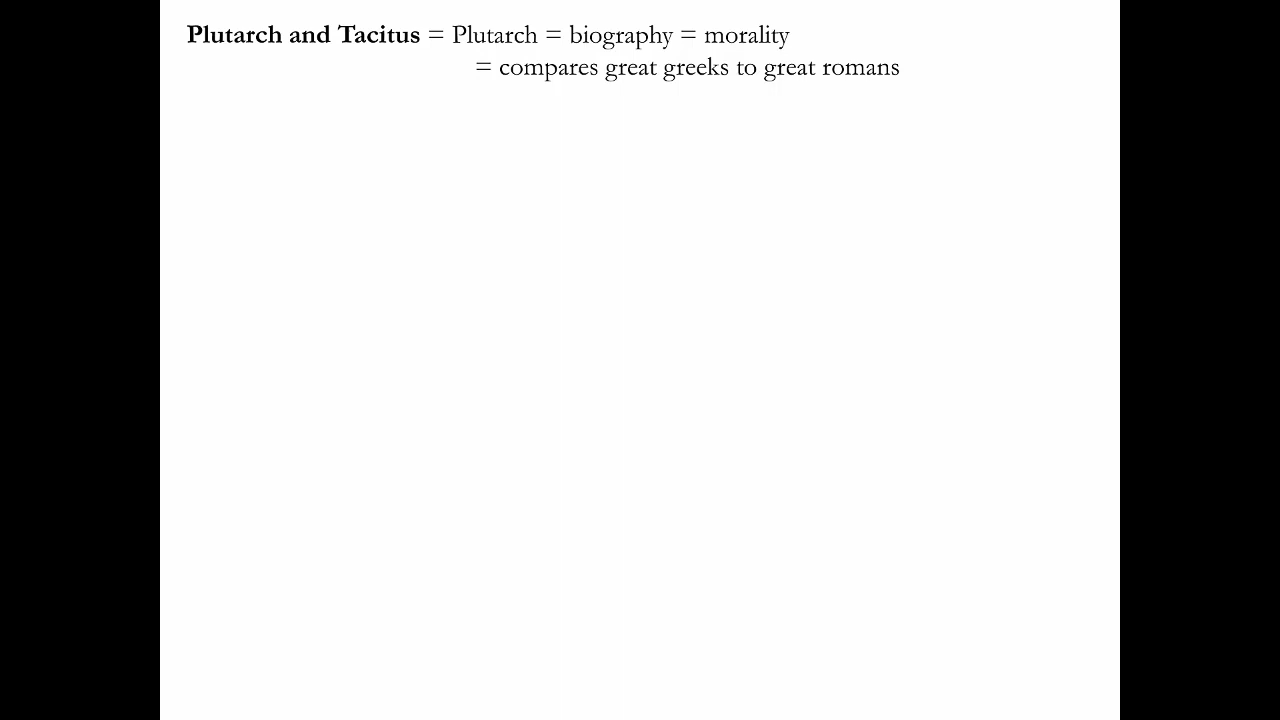 Plutarch and Tacitus = Plutarch = biography = morality
= compares great greeks to great romans